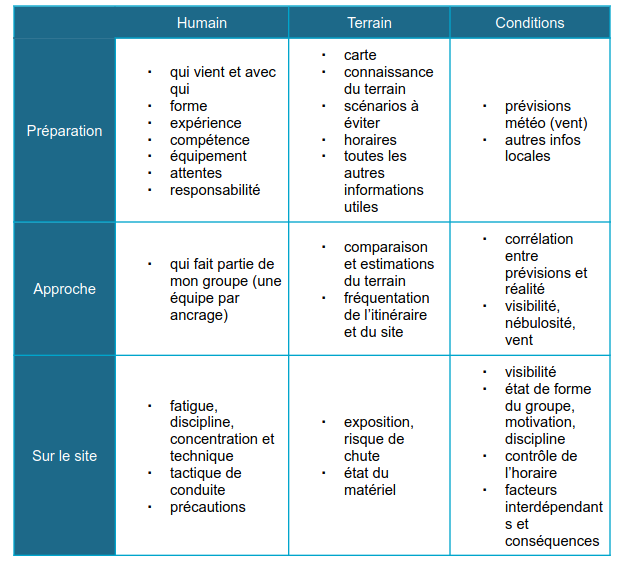 Humain
Terrain
Conditions
Préparation
▪ qui vient et avec
qui
▪ forme
▪ expérience
▪ compétence
▪ équipement
▪ attentes
▪ responsabilité
▪ carte
▪ connaissance
du terrain
▪ scénarios à
éviter
▪ horaires
▪ toutes les
autres
informations
utiles
▪ prévisions
météo (vent)
▪ autres infos
locales
Approche
▪ qui fait partie de
mon groupe (une
équipe par
ancrage)
▪ comparaison
et estimations
du terrain
▪ fréquentation
de l’itinéraire
et du site
▪ corrélation
entre
prévisions et
réalité
▪ visibilité,
nébulosité,
vent
Sur le site
▪ fatigue,
discipline,
concentration et
technique
▪ tactique de
conduite
▪ précautions
▪ exposition,
risque de
chute
▪ état du
matériel
▪ visibilité
▪ état de forme
du groupe,
motivation,
discipline
▪ contrôle de
l’horaire
▪ facteurs
interdépendant
s et
conséquences